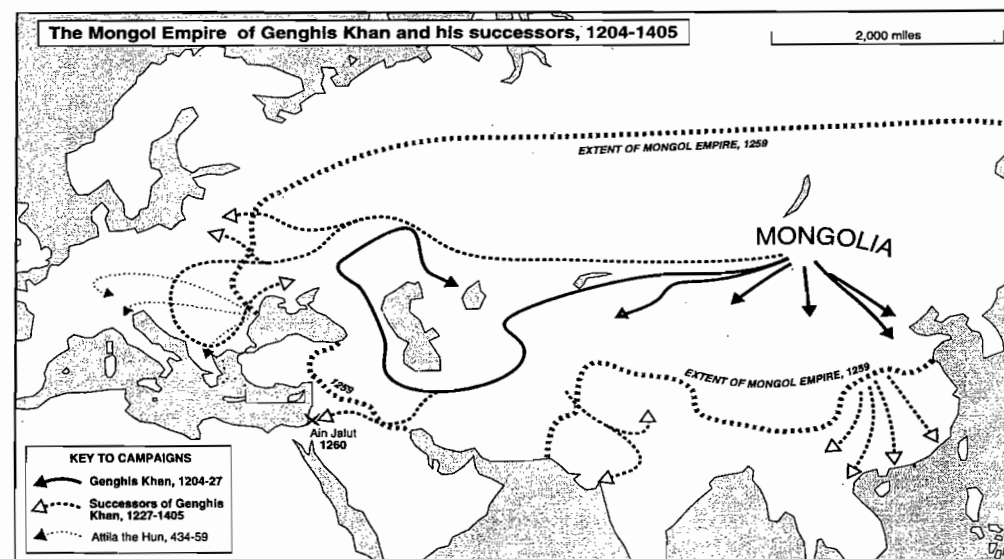 The Mongol Empire of Genghis Khan and his successors, 1204-1405
2,000 miles
EXTENT OF MONGOL EMPIRE, 1259
MONGOLIA
EXTENT OF MONGOL EMPIRE, 1259
1259
Ain Jalut
1260
KEY TO CAMPAIGNS
Genghis Khan, 1204-27
Successors of Genghis
Khan, 1227-1405
Attila the Hun, 434-59